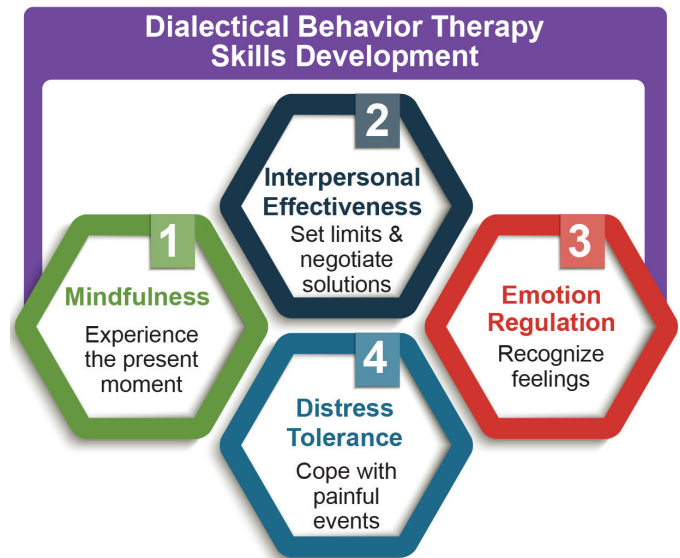 Dialectical Behavior Therapy
Skills Development
1
Mindfulness
Experience
the present
moment
2
Interpersonal
Effectiveness
Set limits &
negotiate
solutions
3
Emotion
Regulation
Recognize
feelings
4
Distress
Tolerance
Cope with
painful
events